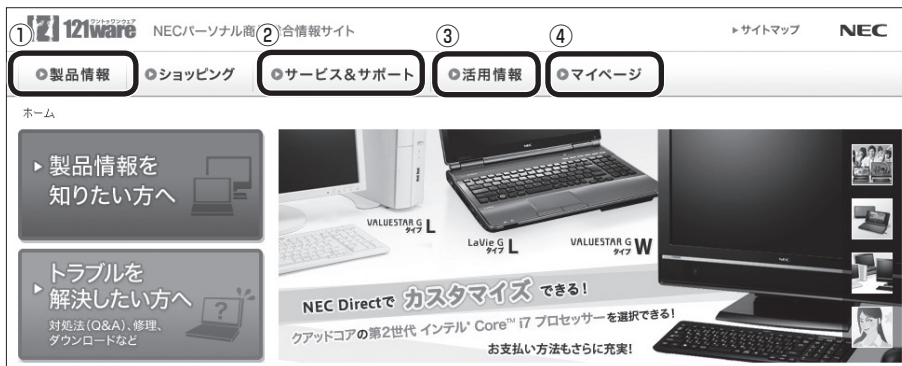 ① ② ③ ④
121ware NECパーソナル商 合情報サイト
サイトマップ NEC
製品情報 ショッピング サービス&サポート 活用情報 マイページ
ホーム
製品情報を
知りたい方へ
トラブルを
解決したい方へ
対処法(Q&A)、修理、
ダウンロードなど
VALUESTAR G タイプ L
LaVie G タイプ L
VALUESTAR G タイプ W
NEC Directで カスタマイズ できる!
クアッドコアの第2世代 インテル® Core™ i7 プロセッサーを選択できる!
お支払い方法もさらに充実!